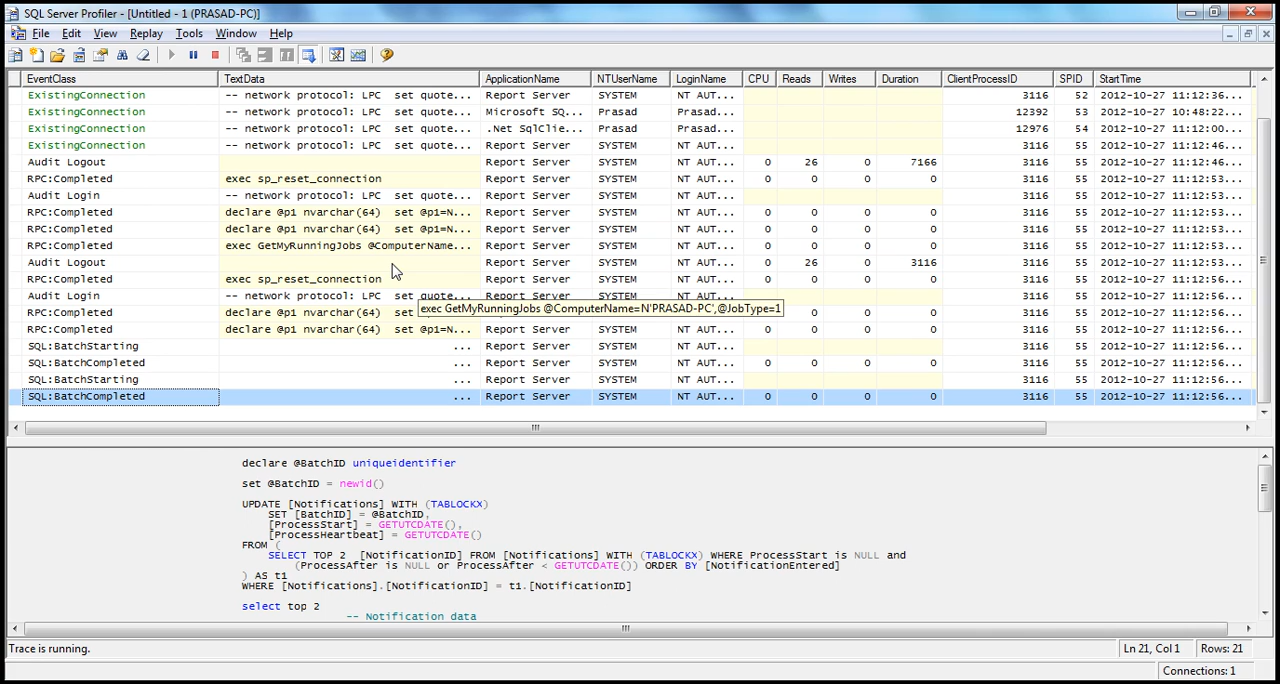 SQL Server Profiler - [Untitled - 1 (PRASAD-PC)]
File Edit View Replay Tools Window Help
EventClass TextData ApplicationName NTUserName LoginName CPU Reads Writes Duration ClientProcessID SPID StartTime
ExistingConnection -- network protocol: LPC set quote... Report Server SYSTEM NT AUT... 3116 52 2012-10-27 11:12:36...
ExistingConnection -- network protocol: LPC set quote... Microsoft SQ... Prasad Prasad... 12392 53 2012-10-27 10:48:22...
ExistingConnection -- network protocol: LPC set quote... .Net SqlClie... Prasad Prasad... 12976 54 2012-10-27 11:12:00...
ExistingConnection -- network protocol: LPC set quote... Report Server SYSTEM NT AUT... 3116 55 2012-10-27 11:12:46...
Audit Logout Report Server SYSTEM NT AUT... 0 26 0 7166 3116 55 2012-10-27 11:12:46...
RPC:Completed exec sp_reset_connection Report Server SYSTEM NT AUT... 0 0 0 0 3116 55 2012-10-27 11:12:53...
Audit Login -- network protocol: LPC set quote... Report Server SYSTEM NT AUT... 3116 55 2012-10-27 11:12:53...
RPC:Completed declare @p1 nvarchar(64) set @p1=N... Report Server SYSTEM NT AUT... 0 0 0 0 3116 55 2012-10-27 11:12:53...
RPC:Completed declare @p1 nvarchar(64) set @p1=N... Report Server SYSTEM NT AUT... 0 0 0 0 3116 55 2012-10-27 11:12:53...
RPC:Completed exec GetMyRunningJobs @ComputerName... Report Server SYSTEM NT AUT... 0 0 0 0 3116 55 2012-10-27 11:12:53...
Audit Logout Report Server SYSTEM NT AUT... 0 26 0 3116 3116 55 2012-10-27 11:12:53...
RPC:Completed exec sp_reset_connection Report Server SYSTEM NT AUT... 0 0 0 0 3116 55 2012-10-27 11:12:56...
Audit Login -- network protocol: LPC set quote... Report Server SYSTEM NT AUT... 3116 55 2012-10-27 11:12:56...
exec GetMyRunningJobs @ComputerName=N'PRASAD-PC',@JobType=1
RPC:Completed declare @p1 nvarchar(64) set @p1=N... Report Server SYSTEM NT AUT... 0 0 0 0 3116 55 2012-10-27 11:12:56...
RPC:Completed declare @p1 nvarchar(64) set @p1=N... Report Server SYSTEM NT AUT... 0 0 0 0 3116 55 2012-10-27 11:12:56...
SQL:BatchStarting ... Report Server SYSTEM NT AUT... 3116 55 2012-10-27 11:12:56...
SQL:BatchCompleted ... Report Server SYSTEM NT AUT... 0 0 0 0 3116 55 2012-10-27 11:12:56...
SQL:BatchStarting ... Report Server SYSTEM NT AUT... 3116 55 2012-10-27 11:12:56...
SQL:BatchCompleted ... Report Server SYSTEM NT AUT... 0 0 0 0 3116 55 2012-10-27 11:12:56...
declare @BatchID uniqueidentifier
set @BatchID = newid()
UPDATE [Notifications] WITH (TABLOCKX)
SET [BatchID] = @BatchID,
[ProcessStart] = GETUTCDATE(),
[ProcessHeartbeat] = GETUTCDATE()
FROM (
SELECT TOP 2 [NotificationID] FROM [Notifications] WITH (TABLOCKX) WHERE ProcessStart is NULL and
(ProcessAfter is NULL or ProcessAfter < GETUTCDATE()) ORDER BY [NotificationEntered]
) AS t1
WHERE [Notifications].[NotificationID] = t1.[NotificationID]
select top 2
-- Notification data
Trace is running. Ln 21, Col 1 Rows: 21
Connections: 1